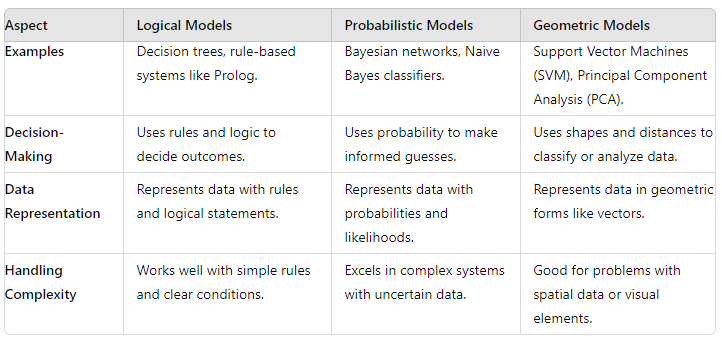 Aspect Logical Models Probabilistic Models Geometric Models
Examples Decision trees, rule-based Bayesian networks, Naive Support Vector Machines
systems like Prolog. Bayes classifiers. (SVM), Principal Component
Analysis (PCA).
Decision- Uses rules and logic to Uses probability to make Uses shapes and distances to
Making decide outcomes. informed guesses. classify or analyze data.
Data Represents data with rules Represents data with Represents data in geometric
Representation and logical statements. probabilities and forms like vectors.
likelihoods.
Handling Works well with simple rules Excels in complex systems Good for problems with
Complexity and clear conditions. with uncertain data. spatial data or visual
elements.